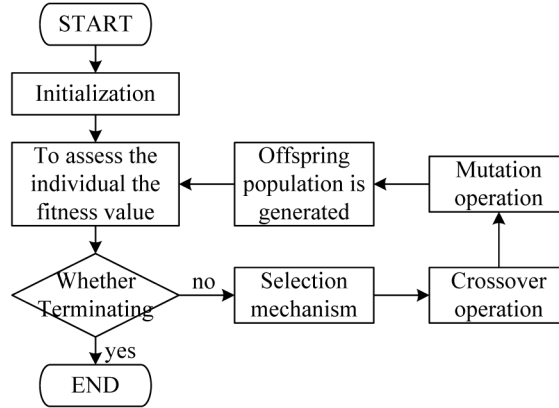 START
Initialization
To assess the
individual the
fitness value
Offspring
population is
generated
Mutation
operation
Whether
Terminating
no
Selection
mechanism
Crossover
operation
yes
END